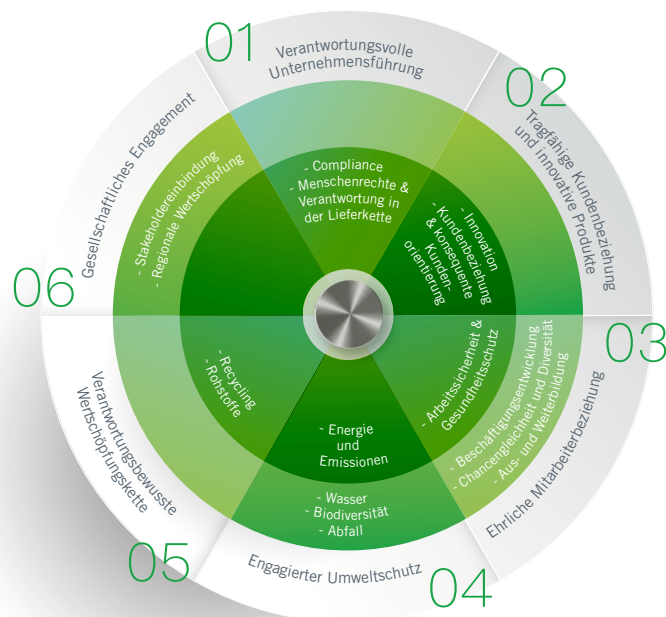 01
Verantwortungsvolle
Unternehmensführung
- Compliance
- Menschenrechte &
Verantwortung in
der Lieferkette
02
Tragfähige Kundenbeziehung
und innovative Produkte
- Innovation
- Kundenbeziehung
& konsequente
Kunden-
orientierung
03
Ehrliche Mitarbeiterbeziehung
- Arbeitssicherheit &
Gesundheitsschutz
- Beschäftigungsentwicklung
- Chancengleichheit und Diversität
- Aus- und Weiterbildung
04
Engagierter Umweltschutz
- Energie
und
Emissionen
- Wasser
- Biodiversität
- Abfall
05
Verantwortungsbewusste
Wertschöpfungskette
- Recycling
- Rohstoffe
06
Gesellschaftliches Engagement
- Stakeholdereinbindung
- Regionale Wertschöpfung